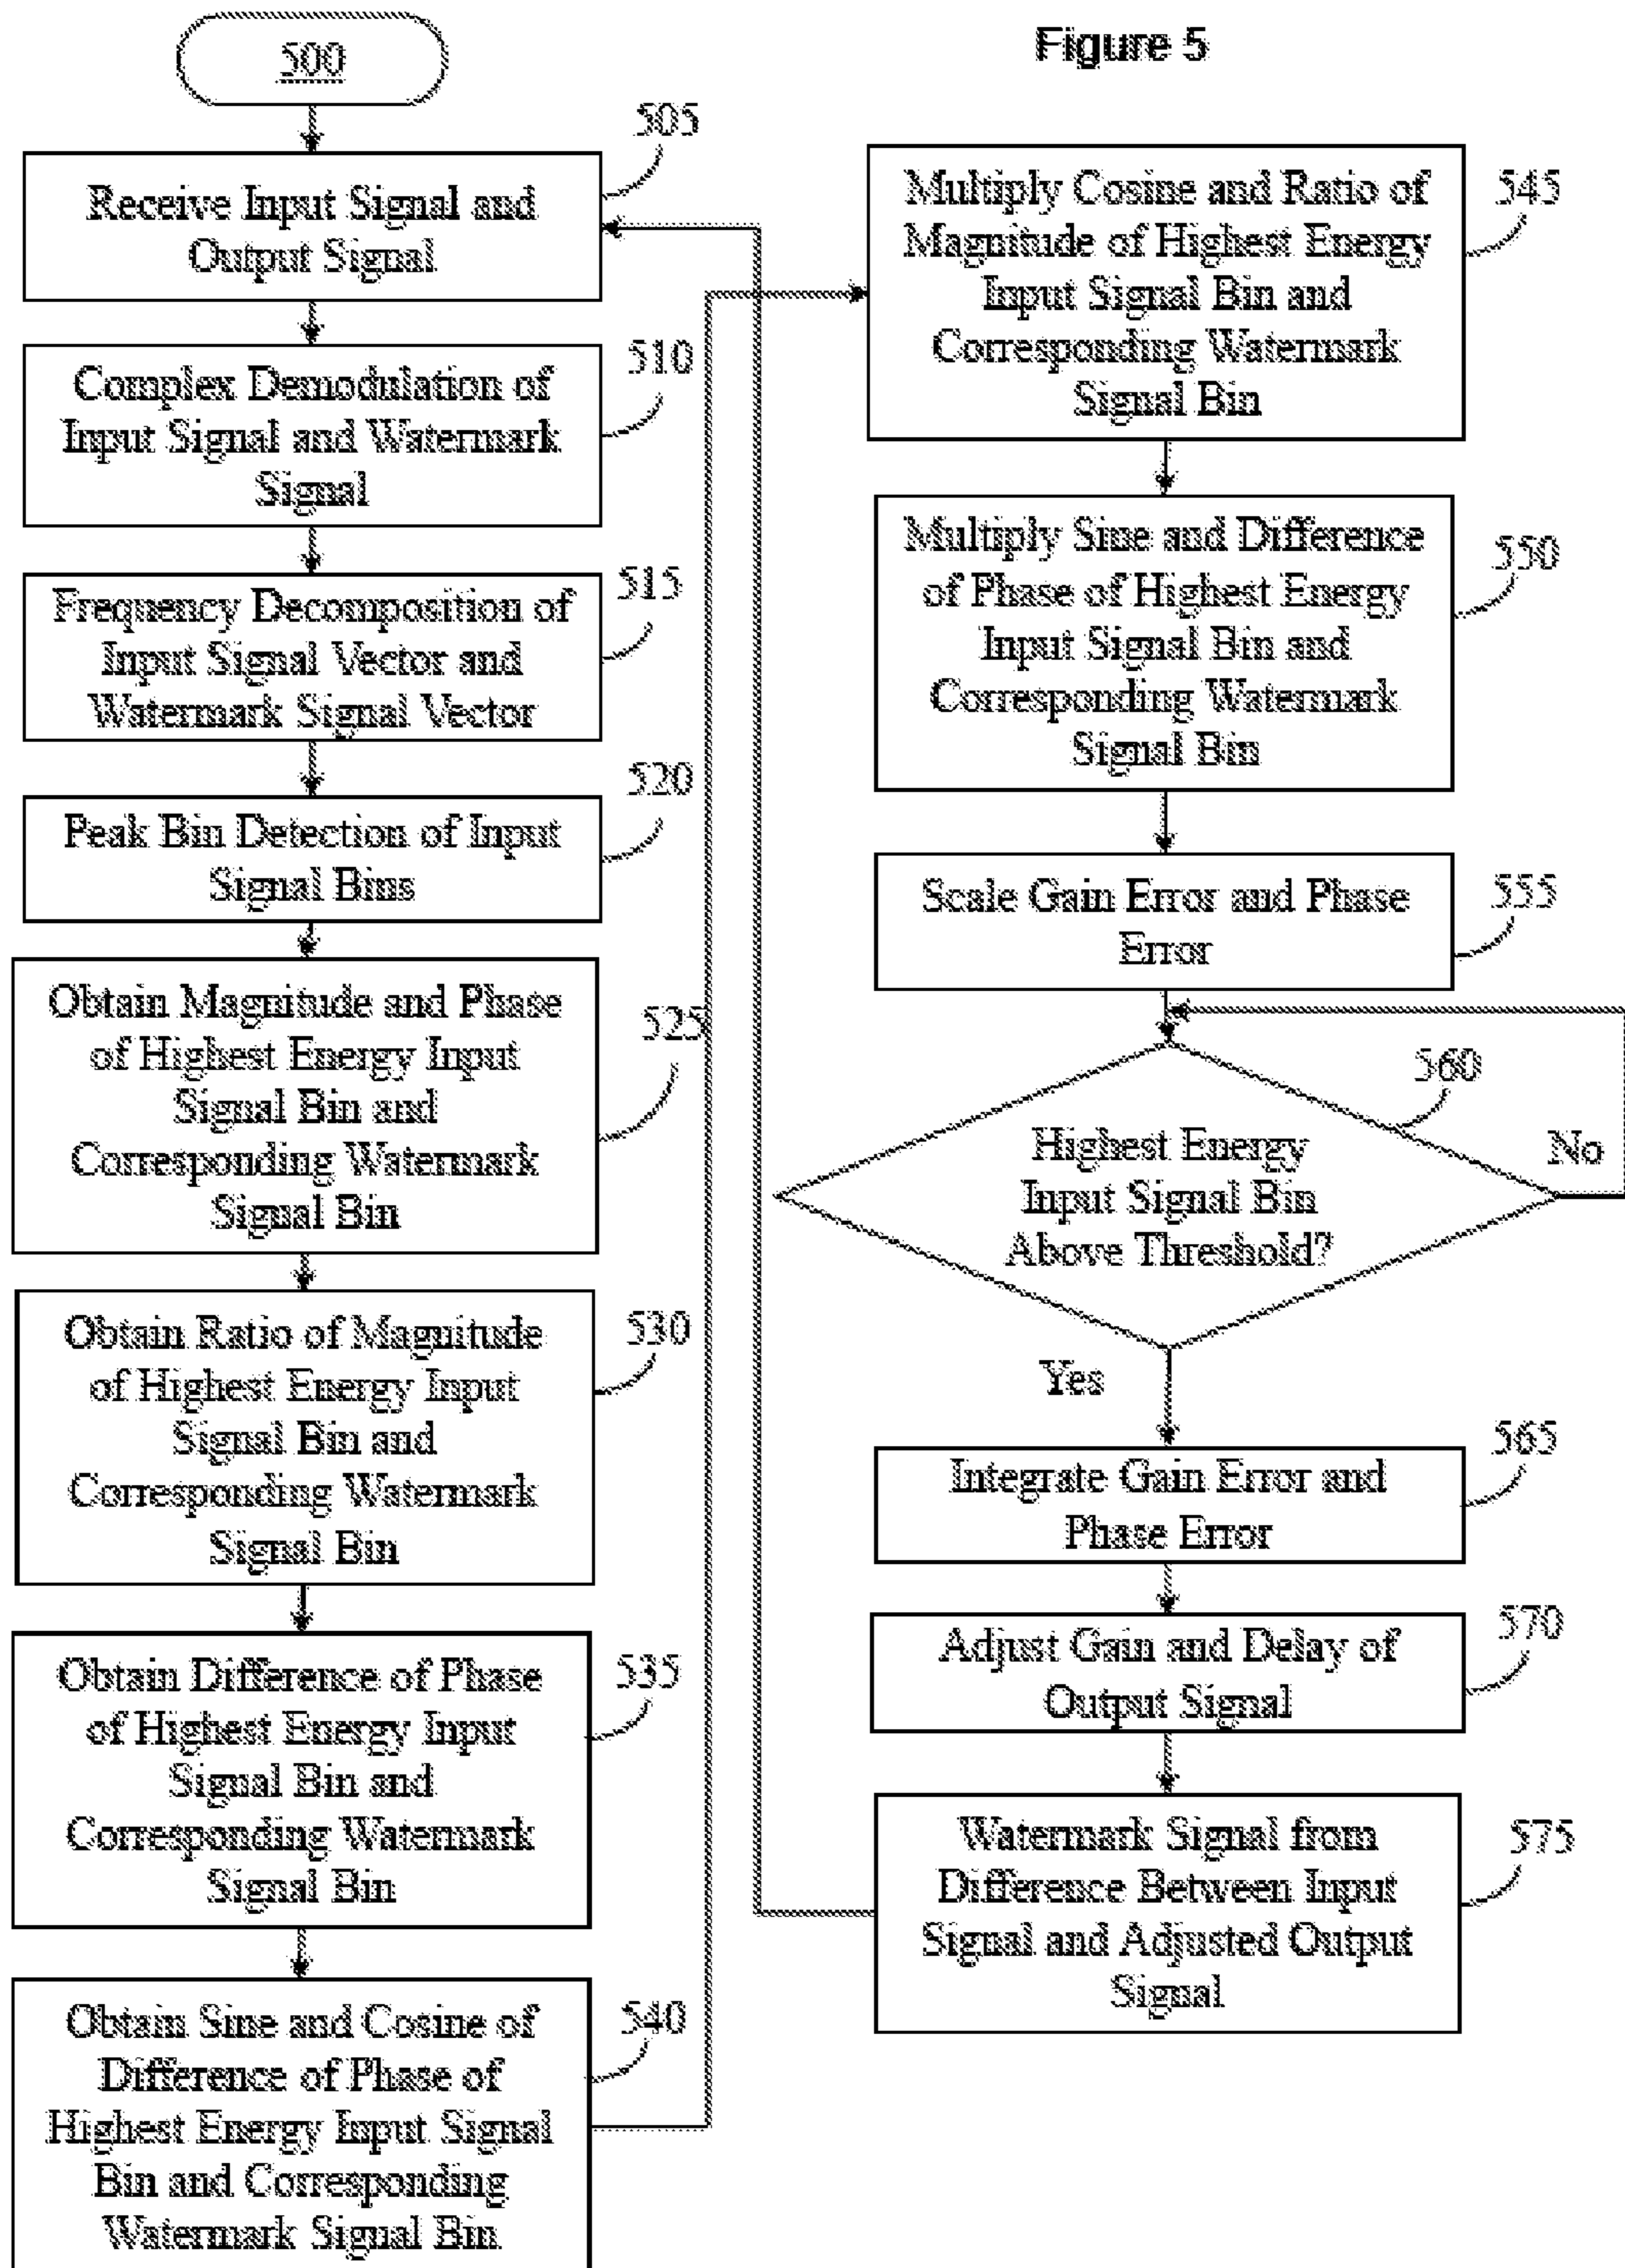 Figure 5
500
505
Receive Input Signal and
Output Signal
510
Complex Demodulation of
Input Signal and Watermark
Signal
515
Frequency Decomposition of
Input Signal Vector and
Watermark Signal Vector
520
Peak Bin Detection of Input
Signal Bins
525
Obtain Magnitude and Phase
of Highest Energy Input
Signal Bin and
Corresponding Watermark
Signal Bin
530
Obtain Ratio of Magnitude
of Highest Energy Input
Signal Bin and
Corresponding Watermark
Signal Bin
535
Obtain Difference of Phase
of Highest Energy Input
Signal Bin and
Corresponding Watermark
Signal Bin
540
Obtain Sine and Cosine of
Difference of Phase of
Highest Energy Input Signal
Bin and Corresponding
Watermark Signal Bin
545
Multiply Cosine and Ratio of
Magnitude of Highest Energy
Input Signal Bin and
Corresponding Watermark
Signal Bin
550
Multiply Sine and Difference
of Phase of Highest Energy
Input Signal Bin and
Corresponding Watermark
Signal Bin
555
Scale Gain Error and Phase
Error
560
Highest Energy
Input Signal Bin
Above Threshold?
No
Yes
565
Integrate Gain Error and
Phase Error
570
Adjust Gain and Delay of
Output Signal
575
Watermark Signal from
Difference Between Input
Signal and Adjusted Output
Signal